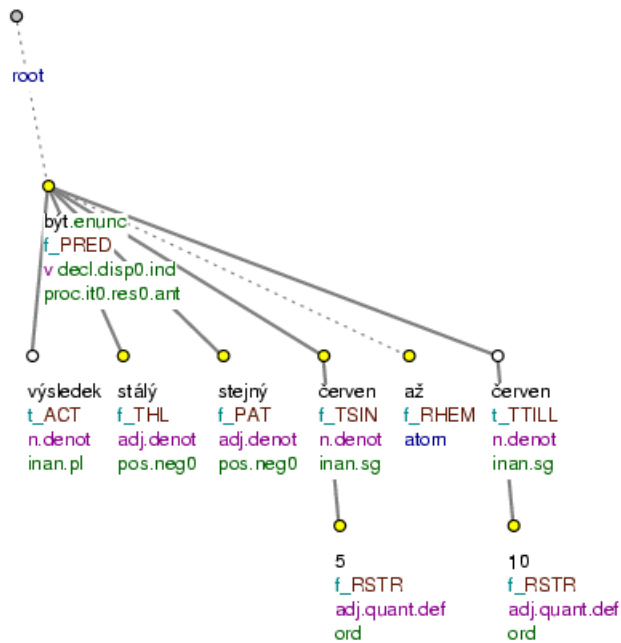 root
být.enunc
f_PRED
v decl.disp0.ind
proc.it0.res0.ant
výsledek stálý stejný červen až červen
t_ACT f_THL f_PAT f_TSIN f_RHEM t_TTILL
n.denot adj.denot adj.denot n.denot atom n.denot
inan.pl pos.neg0 pos.neg0 inan.sg inan.sg
5 10
f_RSTR f_RSTR
adj.quant.def adj.quant.def
ord ord